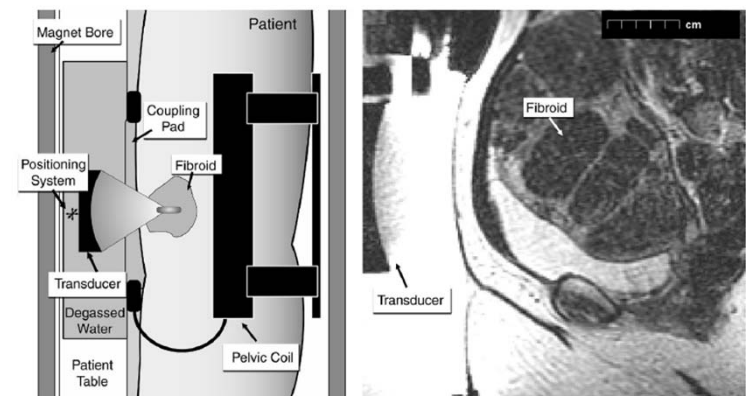 Magnet Bore
Patient
Coupling
Pad
Positioning
System
Fibroid
Transducer
Degassed
Water
Patient
Table
Pelvic Coil
cm
Fibroid
Transducer